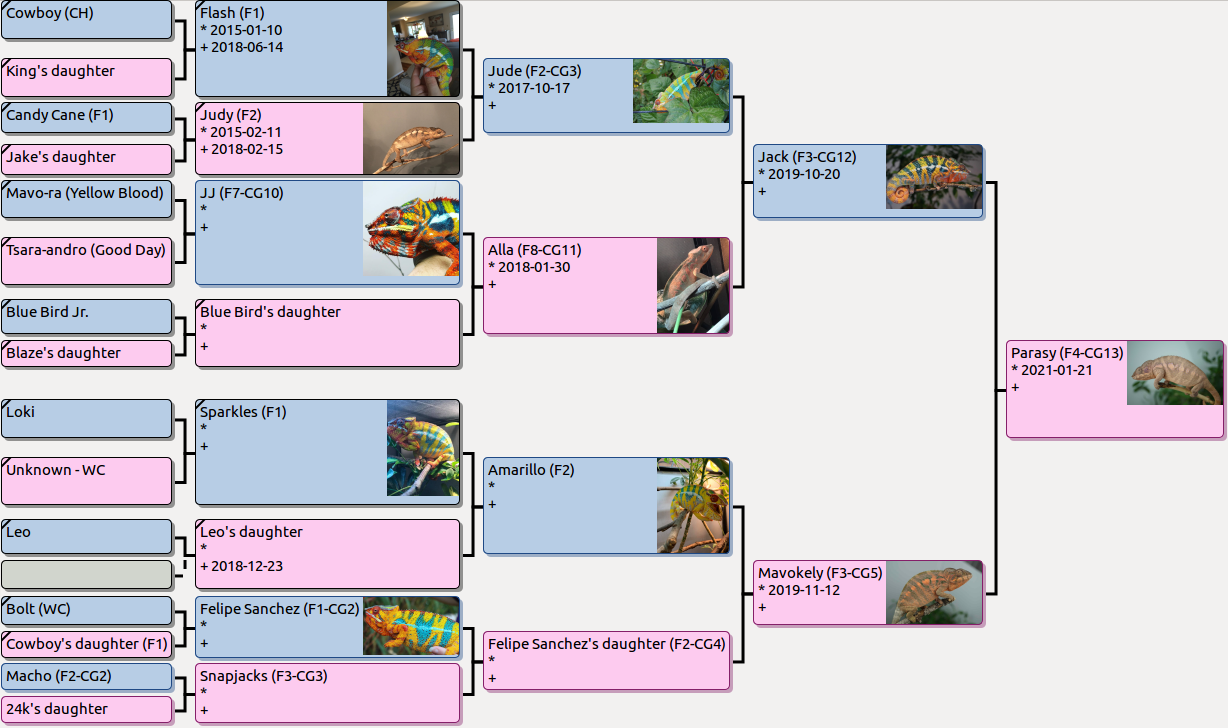 Cowboy (CH)
King's daughter
Candy Cane (F1)
Jake's daughter
Mavo-ra (Yellow Blood)
Tsara-andro (Good Day)
Blue Bird Jr.
Blaze's daughter
Loki
Unknown - WC
Leo
Bolt (WC)
Cowboy's daughter (F1)
Macho (F2-CG2)
24k's daughter
Flash (F1)
* 2015-01-10
+ 2018-06-14
Judy (F2)
* 2015-02-11
+ 2018-02-15
JJ (F7-CG10)
*
+
Blue Bird's daughter
*
+
Sparkles (F1)
*
+
Leo's daughter
*
+ 2018-12-23
Felipe Sanchez (F1-CG2)
*
+
Snapjacks (F3-CG3)
*
+
Jude (F2-CG3)
* 2017-10-17
+
Alla (F8-CG11)
* 2018-01-30
+
Amarillo (F2)
*
+
Felipe Sanchez's daughter (F2-CG4)
*
+
Jack (F3-CG12)
* 2019-10-20
+
Mavokely (F3-CG5)
* 2019-11-12
+
Parasy (F4-CG13)
* 2021-01-21
+